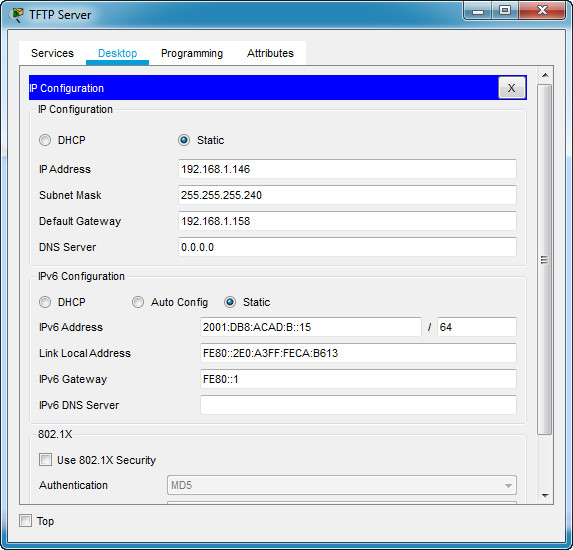 TFTP Server
Services Desktop Programming Attributes
IP Configuration X
IP Configuration
DHCP Static
IP Address 192.168.1.146
Subnet Mask 255.255.255.240
Default Gateway 192.168.1.158
DNS Server 0.0.0.0
IPv6 Configuration
DHCP Auto Config Static
IPv6 Address 2001:DB8:ACAD:B::15 / 64
Link Local Address FE80::2E0:A3FF:FECA:B613
IPv6 Gateway FE80::1
IPv6 DNS Server
802.1X
Use 802.1X Security
Authentication MD5
Top